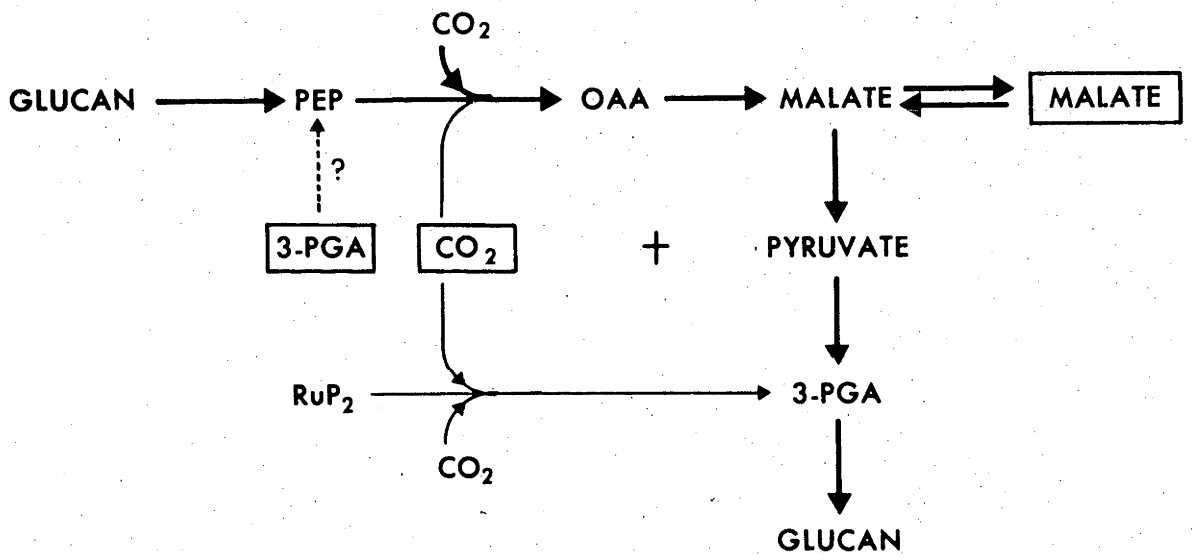 CO₂
GLUCAN PEP OAA MALATE MALATE
?
3-PGA CO₂ + PYRUVATE
RuP₂ 3-PGA
CO₂
GLUCAN